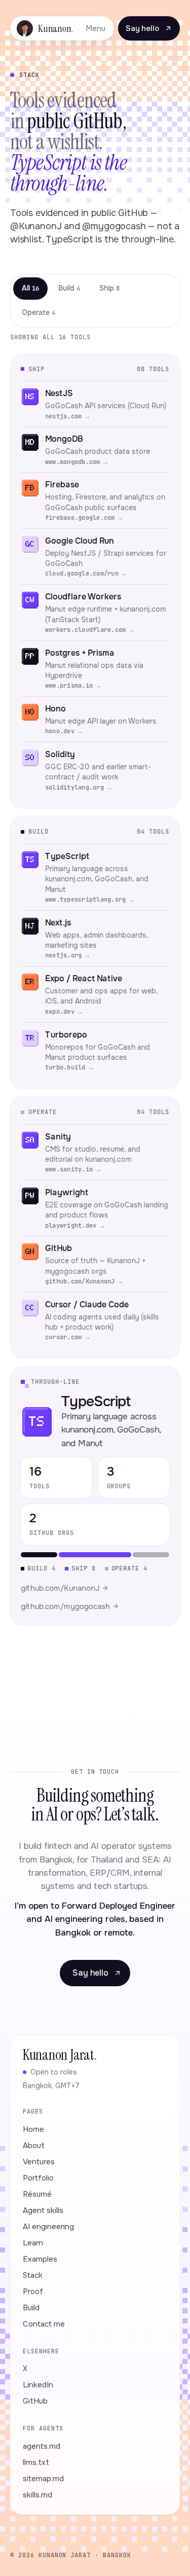 Kunanon.
Menu
Say hello ↗
STACK
Tools evidenced
in public GitHub,
not a wishlist.
TypeScript is the
through-line.
Tools evidenced in public GitHub —
@KunanonJ and @mygogocash — not a
wishlist. TypeScript is the through-line.
All 16
Build 4
Ship 8
Operate 4
SHOWING ALL 16 TOOLS
SHIP
08 TOOLS
NS
NestJS
GoGoCash API services (Cloud Run)
nestjs.com →
MD
MongoDB
GoGoCash product data store
www.mongodb.com →
FB
Firebase
Hosting, Firestore, and analytics on
GoGoCash public surfaces
firebase.google.com →
GC
Google Cloud Run
Deploy NestJS / Strapi services for
GoGoCash
cloud.google.com/run →
CW
Cloudflare Workers
Manut edge runtime + kunanonj.com
(TanStack Start)
workers.cloudflare.com →
PP
Postgres + Prisma
Manut relational ops data via
Hyperdrive
www.prisma.io →
HO
Hono
Manut edge API layer on Workers
hono.dev →
SO
Solidity
GGC ERC-20 and earlier smart-
contract / audit work
soliditylang.org →
BUILD
04 TOOLS
TS
TypeScript
Primary language across
kunanonj.com, GoGoCash, and
Manut
www.typescriptlang.org →
NJ
Next.js
Web apps, admin dashboards,
marketing sites
nextjs.org →
ER
Expo / React Native
Customer and ops apps for web,
iOS, and Android
expo.dev →
TR
Turborepo
Monorepos for GoGoCash and
Manut product surfaces
turbo.build →
OPERATE
04 TOOLS
SA
Sanity
CMS for studio, resume, and
editorial on kunanonj.com
www.sanity.io →
PW
Playwright
E2E coverage on GoGoCash landing
and product flows
playwright.dev →
GH
GitHub
Source of truth — KunanonJ +
mygogocash orgs
github.com/KunanonJ →
CC
Cursor / Claude Code
AI coding agents used daily (skills
hub + product work)
cursor.com →
THROUGH-LINE
TS
TypeScript
Primary language across
kunanonj.com, GoGoCash,
and Manut
16
TOOLS
3
GROUPS
2
GITHUB ORGS
BUILD 4
SHIP 8
OPERATE 4
github.com/KunanonJ →
github.com/mygogocash →
GET IN TOUCH
Building something
in AI or ops? Let's talk.
I build fintech and AI operator systems
from Bangkok, for Thailand and SEA: AI
transformation, ERP/CRM, internal
systems and tech startups.
I'm open to Forward Deployed Engineer
and AI engineering roles, based in
Bangkok or remote.
Say hello ↗
Kunanon Jarat.
Open to roles
Bangkok, GMT+7
PAGES
Home
About
Ventures
Portfolio
Résumé
Agent skills
AI engineering
Learn
Examples
Stack
Proof
Build
Contact me
ELSEWHERE
X
LinkedIn
GitHub
FOR AGENTS
agents.md
llms.txt
sitemap.md
skills.md
© 2026 KUNANON JARAT · BANGKOK